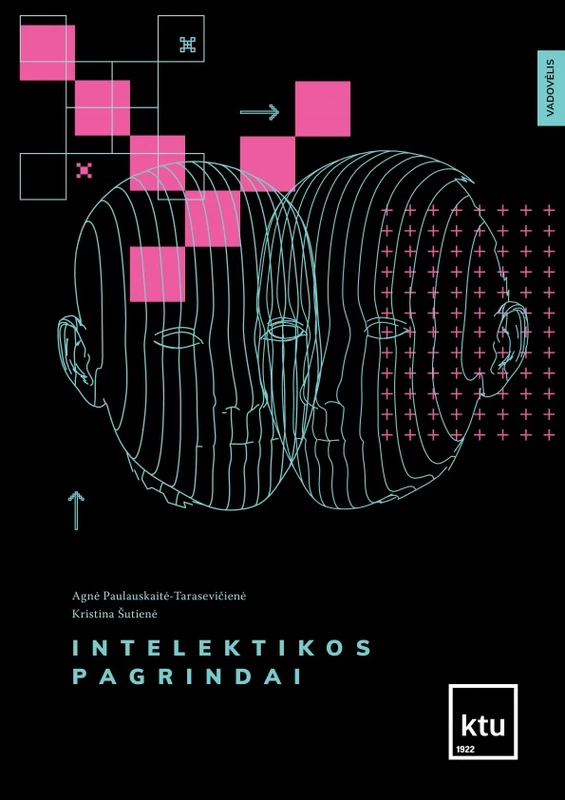 VADOVĖLIS
Agnė Paulauskaitė-Tarasevičienė
Kristina Šutienė
INTELEKTIKOS
PAGRINDAI
ktu
1922